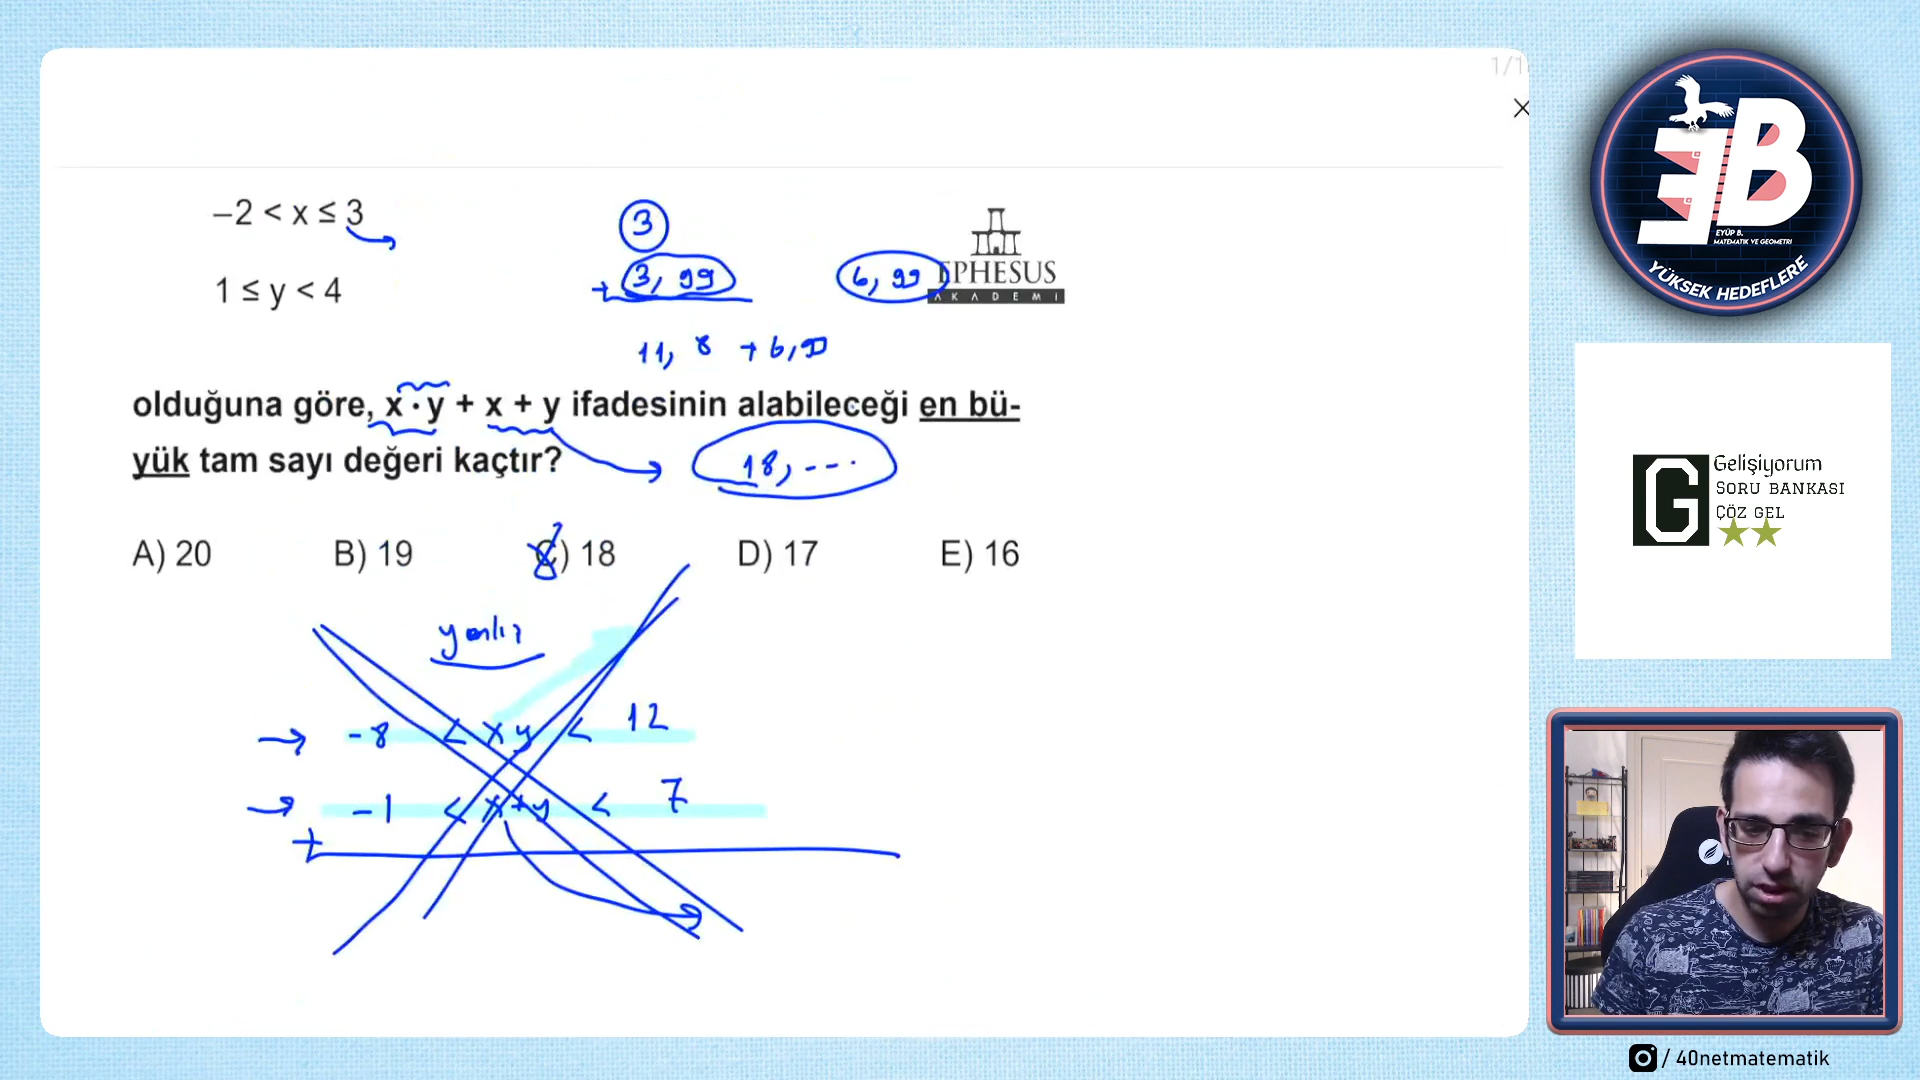 1/1
–2 < x ≤ 3
1 ≤ y < 4
3
+ 3, 99
6, 99
EPHESUS
AKADEMİ
11, 8 + 6, 9
olduğuna göre, x · y + x + y ifadesinin alabileceği en bü-
yük tam sayı değeri kaçtır?
18, ----
A) 20 B) 19 C) 18 D) 17 E) 16
→ -8 < xy < 12
→ -1 < x+y < 7
+
3B
EYÜP B.
MATEMATİK VE GEOMETRİ
YÜKSEK HEDEFLERE
G
Gelişiyorum
SORU BANKASI
ÇÖZ GEL
/ 40netmatematik